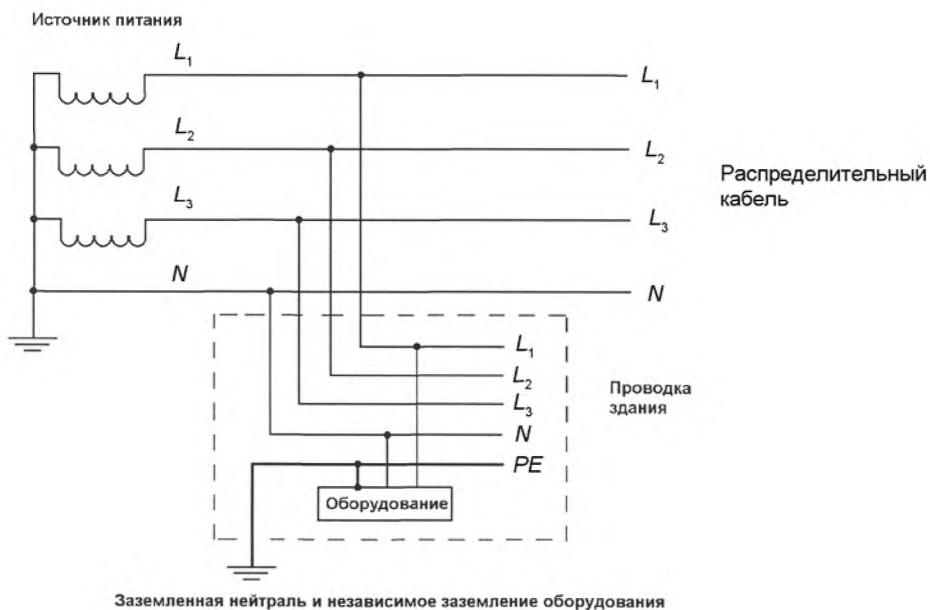 Источник питания
L₁
L₁
L₂
L₂
Распределительный
кабель
L₃
L₃
N
N
L₁
L₂
Проводка
здания
L₃
N
PE
Оборудование
Заземленная нейтраль и независимое заземление оборудования